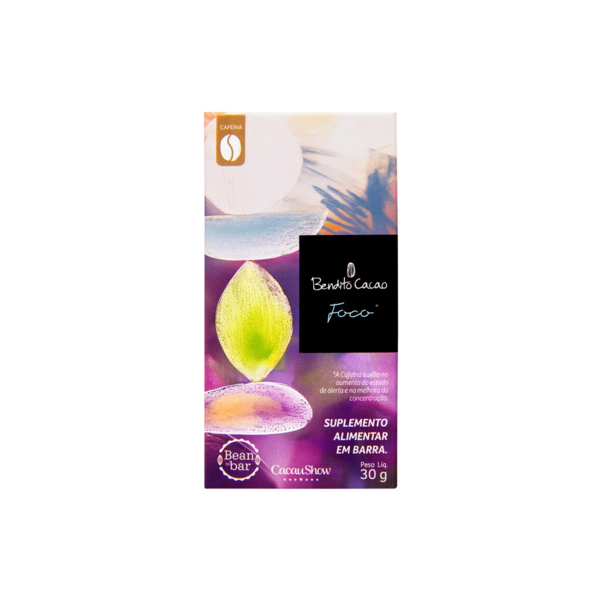 CAFEÍNA
Bendito Cacao
Foco*
*A Cafeína auxilia no
aumento do estado
de alerta e na melhora da
concentração.
SUPLEMENTO
ALIMENTAR
EM BARRA.
Peso Líq.
30 g
Bean
to
bar
CacauShow